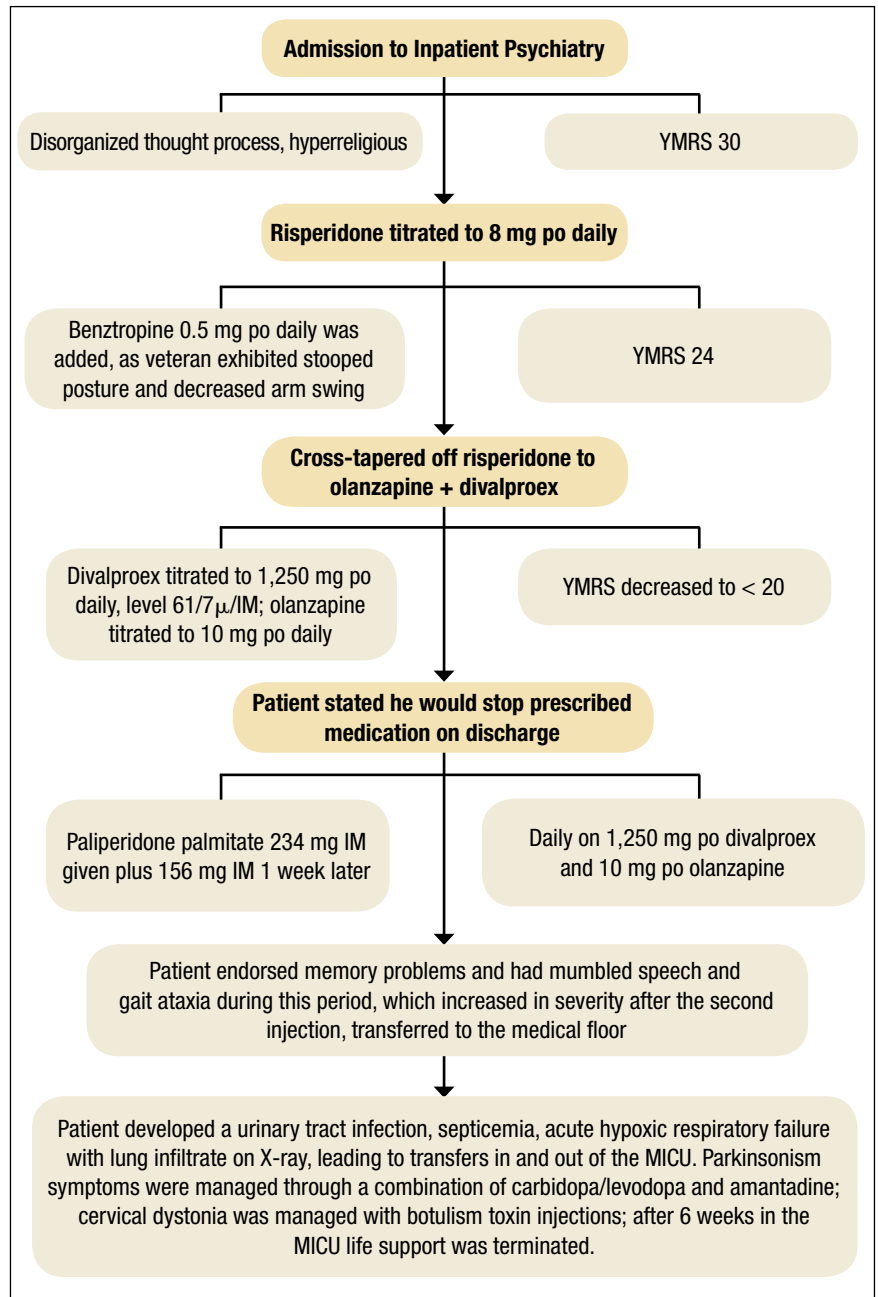 Admission to Inpatient Psychiatry
Disorganized thought process, hyperreligious
YMRS 30
Risperidone titrated to 8 mg po daily
Benztropine 0.5 mg po daily was
added, as veteran exhibited stooped
posture and decreased arm swing
YMRS 24
Cross-tapered off risperidone to
olanzapine + divalproex
Divalproex titrated to 1,250 mg po
daily, level 61/7μ/IM; olanzapine
titrated to 10 mg po daily
YMRS decreased to < 20
Patient stated he would stop prescribed
medication on discharge
Paliperidone palmitate 234 mg IM
given plus 156 mg IM 1 week later
Daily on 1,250 mg po divalproex
and 10 mg po olanzapine
Patient endorsed memory problems and had mumbled speech and
gait ataxia during this period, which increased in severity after the second
injection, transferred to the medical floor
Patient developed a urinary tract infection, septicemia, acute hypoxic respiratory failure
with lung infiltrate on X-ray, leading to transfers in and out of the MICU. Parkinsonism
symptoms were managed through a combination of carbidopa/levodopa and amantadine;
cervical dystonia was managed with botulism toxin injections; after 6 weeks in the
MICU life support was terminated.